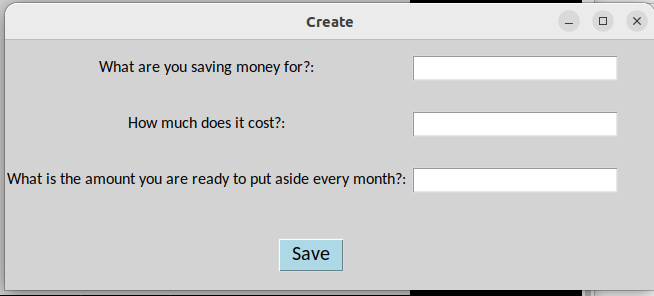 Create
What are you saving money for?:
How much does it cost?:
What is the amount you are ready to put aside every month?:
Save